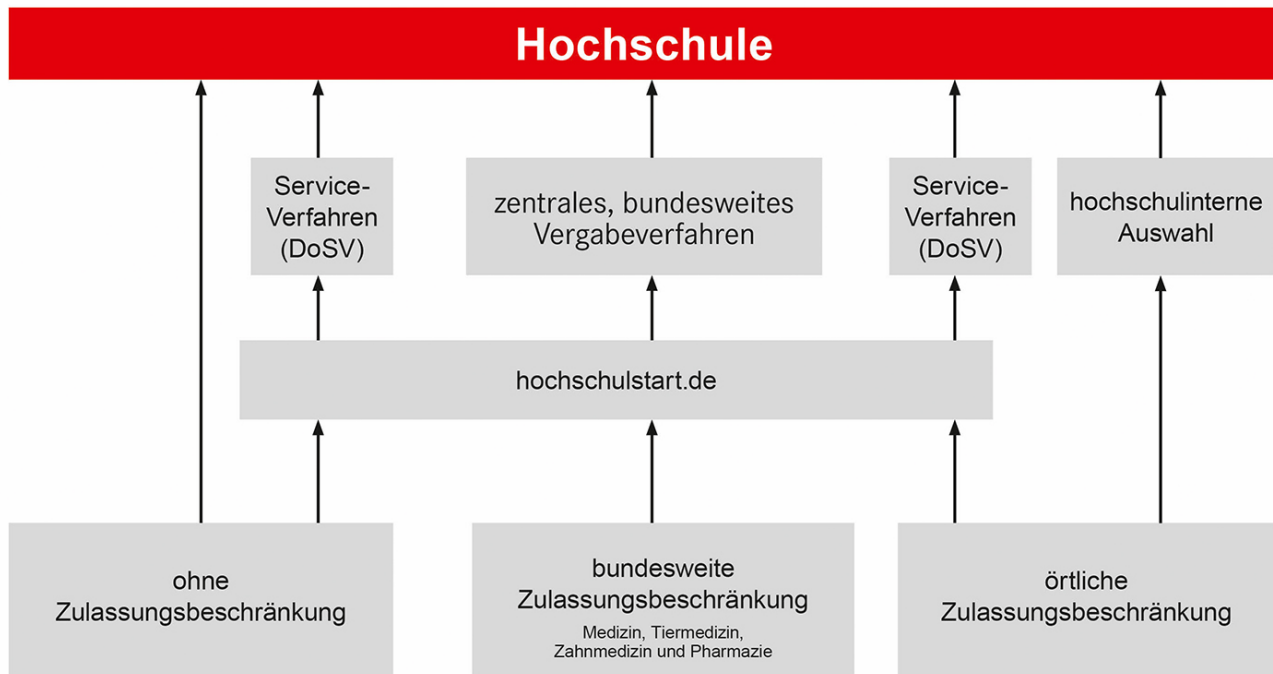 Hochschule
Service-
Verfahren
(DoSV)
zentrales, bundesweites
Vergabeverfahren
Service-
Verfahren
(DoSV)
hochschulinterne
Auswahl
hochschulstart.de
ohne
Zulassungsbeschränkung
bundesweite
Zulassungsbeschränkung
Medizin, Tiermedizin,
Zahnmedizin und Pharmazie
örtliche
Zulassungsbeschränkung